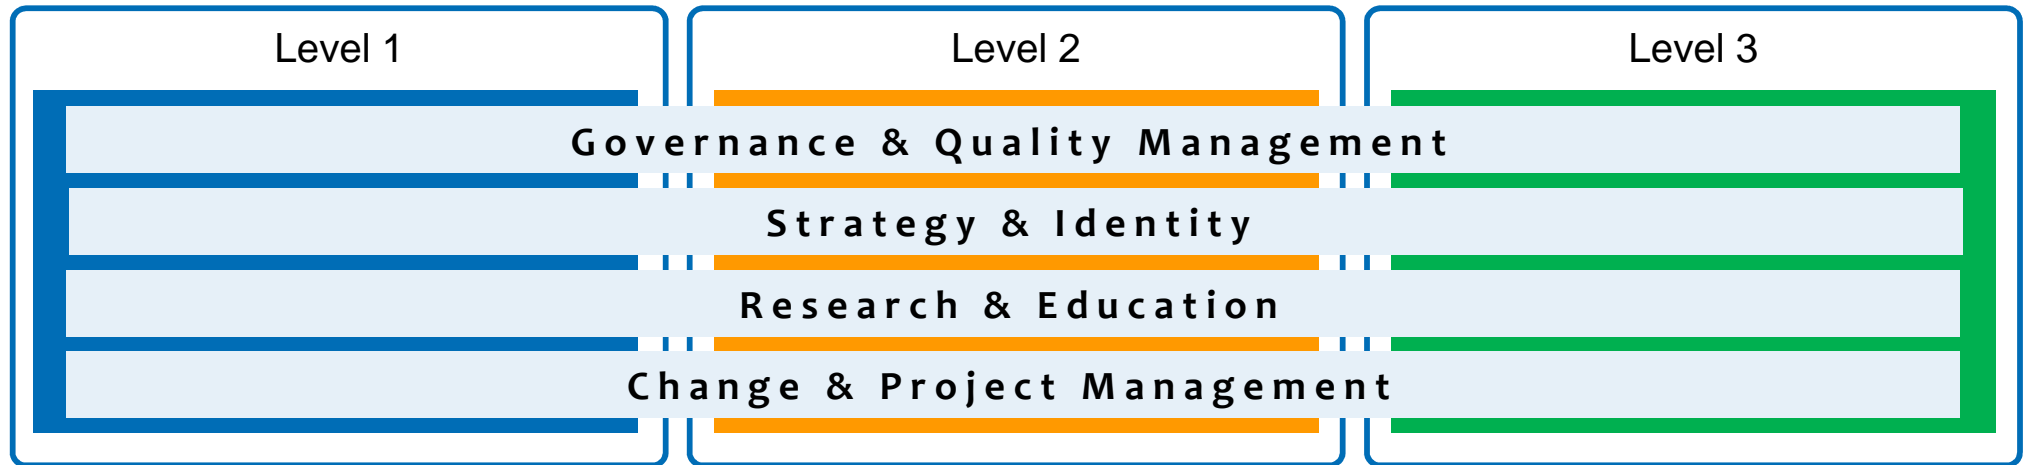 Level 1
Level 2
Level 3
Governance & Quality Management
Strategy & Identity
Research & Education
Change & Project Management